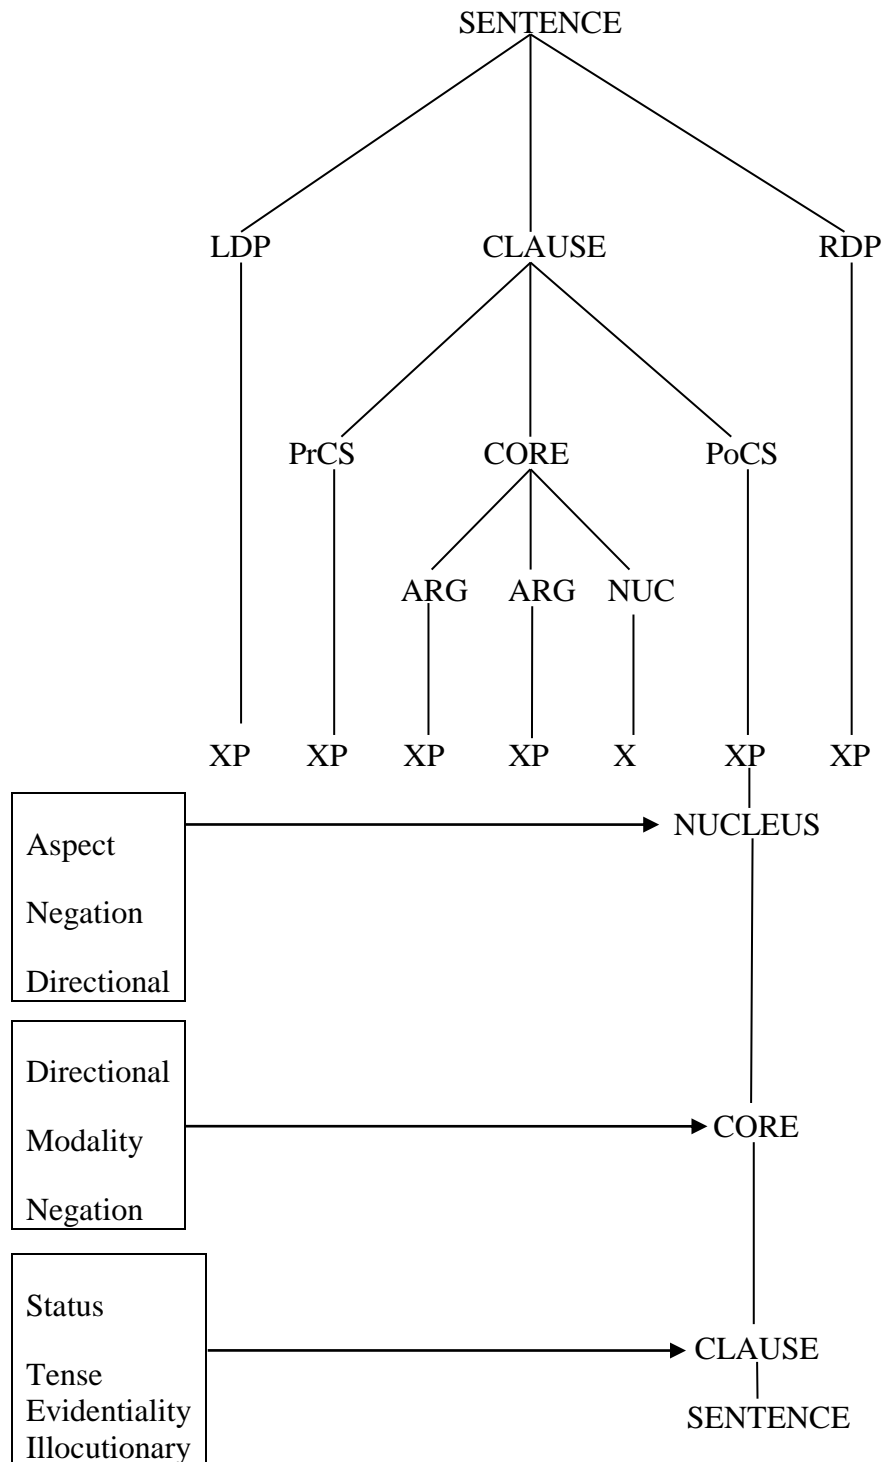 SENTENCE
LDP CLAUSE RDP
PrCS CORE PoCS
ARG ARG NUC
XP XP XP XP X XP XP
NUCLEUS
Aspect
Negation
Directional
Directional
CORE
Modality
Negation
Status
CLAUSE
Tense
Evidentiality
SENTENCE
Illocutionary